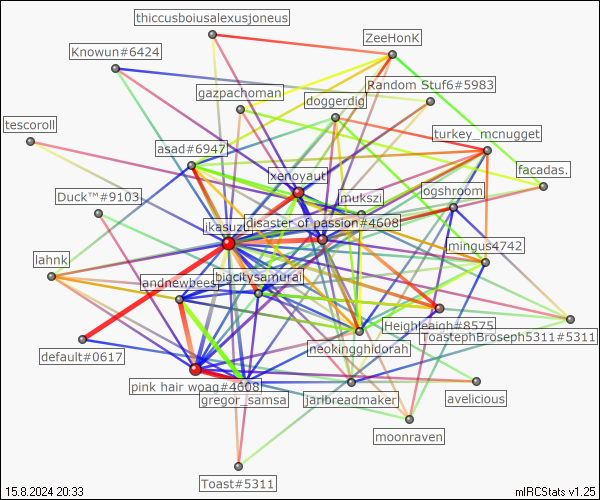 thiccusboiusalexusjoneus
ZeeHonK
Knowun#6424
Random Stuf6#5983
gazpachoman
doggerdig
tescoroll
turkey_mcnugget
asad#6947
xenoyaut
facadas.
Duck™#9103
jmukszi
ogshroom
ikasuzu
disaster of passion#4608
mingus4742
lahnk
andnewbees
bigcitysamurai
Heighleaigh#8575
ToastephBroseph5311#5311
default#0617
neokingghidorah
pink hair woag#4608
gregor_samsa
jarlbreadmaker
avelicious
moonraven
Toast#5311
15.8.2024 20:33
mIRCStats v1.25